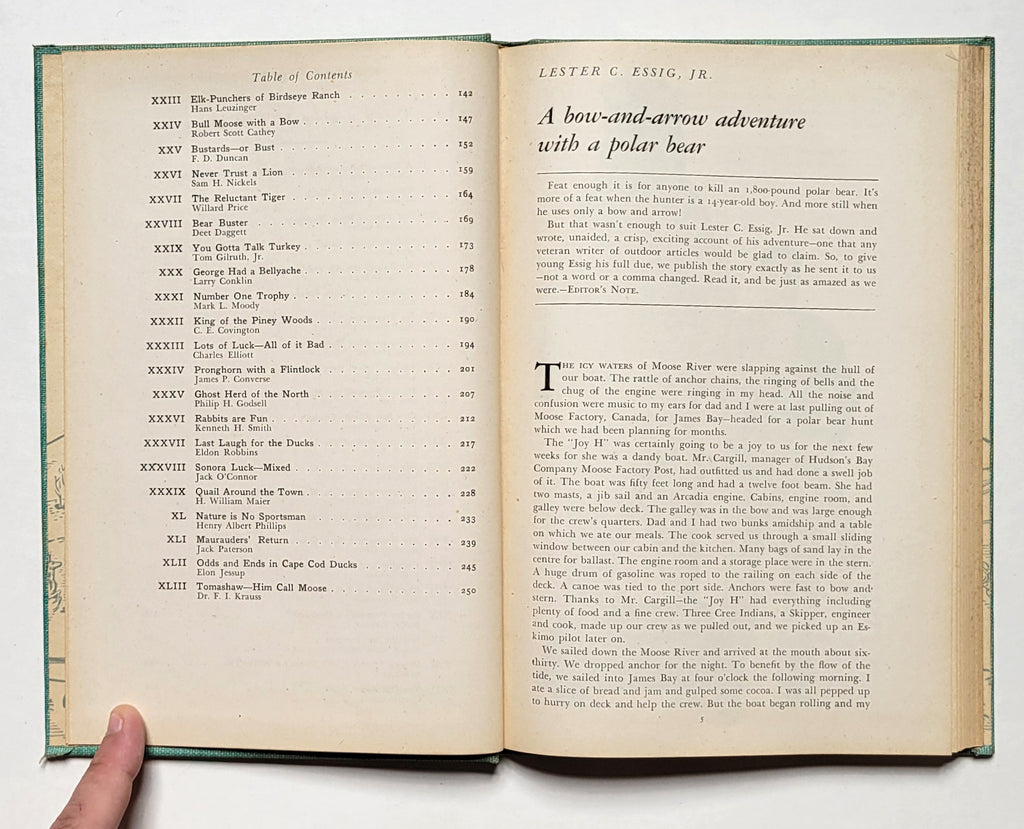 Table of Contents
XXIII Elk-Punchers of Birdseye Ranch . . . . . . . . . 142
Hans Leuzinger
XXIV Bull Moose with a Bow . . . . . . . . . . . . 147
Robert Scott Cathey
XXV Bustards—or Bust . . . . . . . . . . . . . . 152
F. D. Duncan
XXVI Never Trust a Lion . . . . . . . . . . . . . 159
Sam H. Nickels
XXVII The Reluctant Tiger . . . . . . . . . . . . . 164
Willard Price
XXVIII Bear Buster . . . . . . . . . . . . . . . . 169
Deet Daggett
XXIX You Gotta Talk Turkey . . . . . . . . . . . . 173
Tom Gilruth, Jr.
XXX George Had a Bellyache . . . . . . . . . . . . 178
Larry Conklin
XXXI Number One Trophy . . . . . . . . . . . . . 184
Mark L. Moody
XXXII King of the Piney Woods . . . . . . . . . . . . 190
C. E. Covington
XXXIII Lots of Luck—All of it Bad . . . . . . . . . . . 194
Charles Elliott
XXXIV Pronghorn with a Flintlock . . . . . . . . . . . 201
James P. Converse
XXXV Ghost Herd of the North . . . . . . . . . . . . 207
Philip H. Godsell
XXXVI Rabbits are Fun . . . . . . . . . . . . . . . 212
Kenneth H. Smith
XXXVII Last Laugh for the Ducks . . . . . . . . . . . . 217
Eldon Robbins
XXXVIII Sonora Luck—Mixed . . . . . . . . . . . . . 222
Jack O'Connor
XXXIX Quail Around the Town . . . . . . . . . . . . 228
H. William Maier
XL Nature is No Sportsman . . . . . . . . . . . . 233
Henry Albert Phillips
XLI Maurauders' Return . . . . . . . . . . . . . 239
Jack Paterson
XLII Odds and Ends in Cape Cod Ducks . . . . . . . . 245
Elon Jessup
XLIII Tomashaw—Him Call Moose . . . . . . . . . . 250
Dr. F. I. Krauss
LESTER C. ESSIG, JR.
A bow-and-arrow adventure
with a polar bear
Feat enough it is for anyone to kill an 1,800-pound polar bear. It's
more of a feat when the hunter is a 14-year-old boy. And more still when
he uses only a bow and arrow!
But that wasn't enough to suit Lester C. Essig, Jr. He sat down and
wrote, unaided, a crisp, exciting account of his adventure—one that any
veteran writer of outdoor articles would be glad to claim. So, to give
young Essig his full due, we publish the story exactly as he sent it to us
—not a word or a comma changed. Read it, and be just as amazed as we
were.—EDITOR'S NOTE.
THE ICY WATERS of Moose River were slapping against the hull of
our boat. The rattle of anchor chains, the ringing of bells and the
chug of the engine were ringing in my head. All the noise and
confusion were music to my ears for dad and I were at last pulling out of
Moose Factory, Canada, for James Bay—headed for a polar bear hunt
which we had been planning for months.
The "Joy H" was certainly going to be a joy to us for the next few
weeks for she was a dandy boat. Mr. Cargill, manager of Hudson's Bay
Company Moose Factory Post, had outfitted us and had done a swell job
of it. The boat was fifty feet long and had a twelve foot beam. She had
two masts, a jib sail and an Arcadia engine. Cabins, engine room, and
galley were below deck. The galley was in the bow and was large enough
for the crew's quarters. Dad and I had two bunks amidship and a table
on which we ate our meals. The cook served us through a small sliding
window between our cabin and the kitchen. Many bags of sand lay in the
centre for ballast. The engine room and a storage place were in the stern.
A huge drum of gasoline was roped to the railing on each side of the
deck. A canoe was tied to the port side. Anchors were fast to bow and
stern. Thanks to Mr. Cargill—the "Joy H" had everything including
plenty of food and a fine crew. Three Cree Indians, a Skipper, engineer
and cook, made up our crew as we pulled out, and we picked up an Es-
kimo pilot later on.
We sailed down the Moose River and arrived at the mouth about six-
thirty. We dropped anchor for the night. To benefit by the flow of the
tide, we sailed into James Bay at four o'clock the following morning. I
ate a slice of bread and jam and gulped some cocoa. I was all pepped up
to hurry on deck and help the crew. But the boat began rolling and my
5